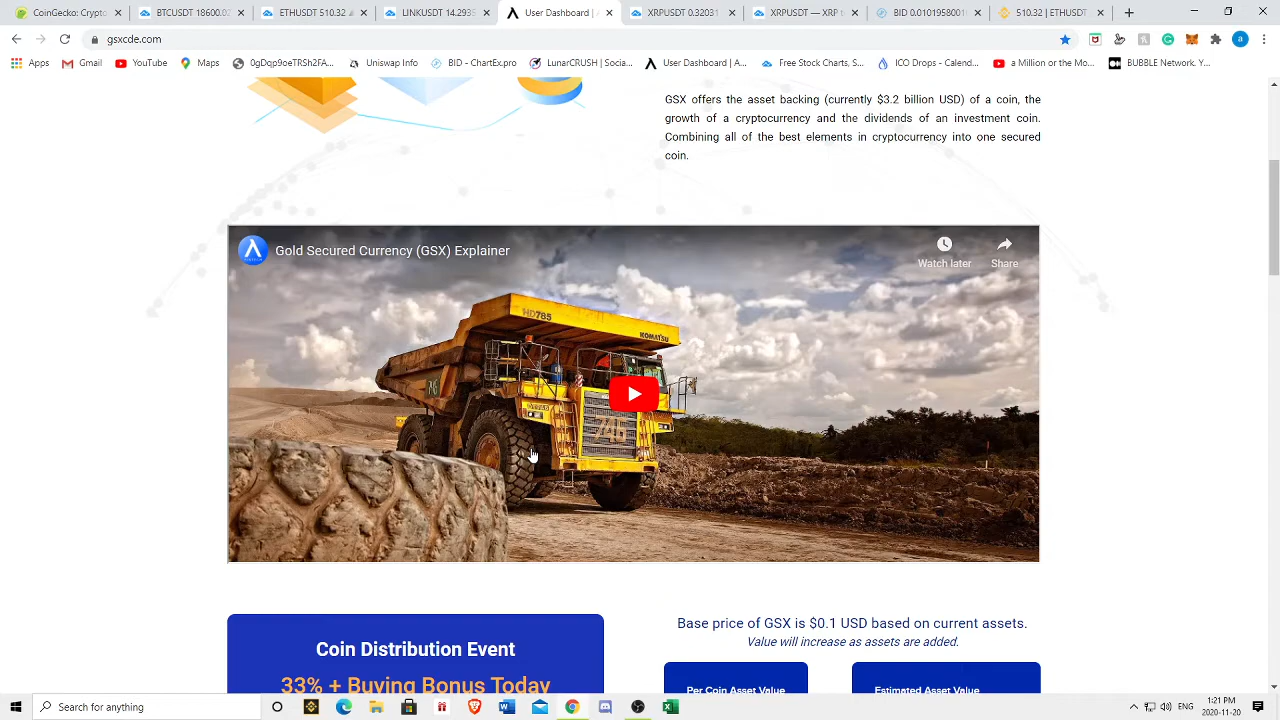 CoinGecko: Crypto
BTCUSDT 18600.0
ETHUSDT 510.32
LINKUSDT 14.2935
User Dashboard | A
XRPUSDT 0.32031
XRPUSDT — XRP t
BID 0.0101958001
510.32 | ETHUSDT
gsxcde.com
Apps
Gmail
YouTube
Maps
0gDqp9oeTRSh2FA...
Uniswap Info
BID - ChartEx.pro
LunarCRUSH | Socia...
User Dashboard | A...
Free Stock Charts, S...
ICO Drops - Calend...
a Million or the Mo...
BUBBLE Network. Y...
GSX offers the asset backing (currently $3.2 billion USD) of a coin, the
growth of a cryptocurrency and the dividends of an investment coin.
Combining all of the best elements in cryptocurrency into one secured
coin.
Gold Secured Currency (GSX) Explainer
Watch later
Share
HD785
KOMATSU
Coin Distribution Event
33% + Buying Bonus Today
Base price of GSX is $0.1 USD based on current assets.
Value will increase as assets are added.
Per Coin Asset Value
Estimated Asset Value
Search for anything
ENG
1:21 PM
2020-11-20